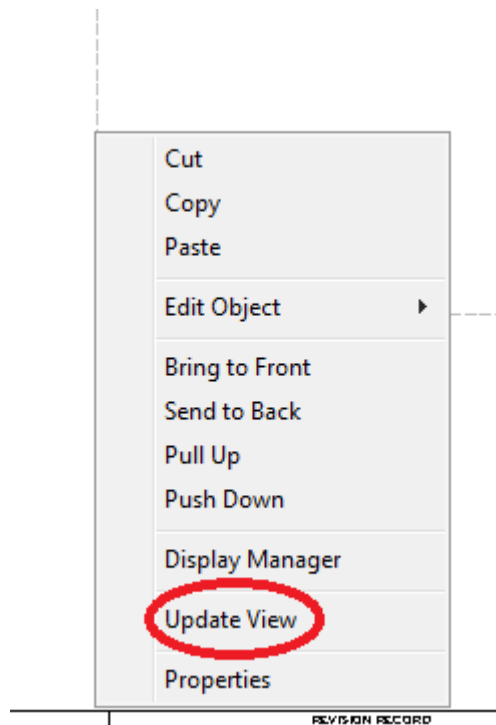 Cut
Copy
Paste
Edit Object
Bring to Front
Send to Back
Pull Up
Push Down
Display Manager
Update View
Properties
REVISION RECORD